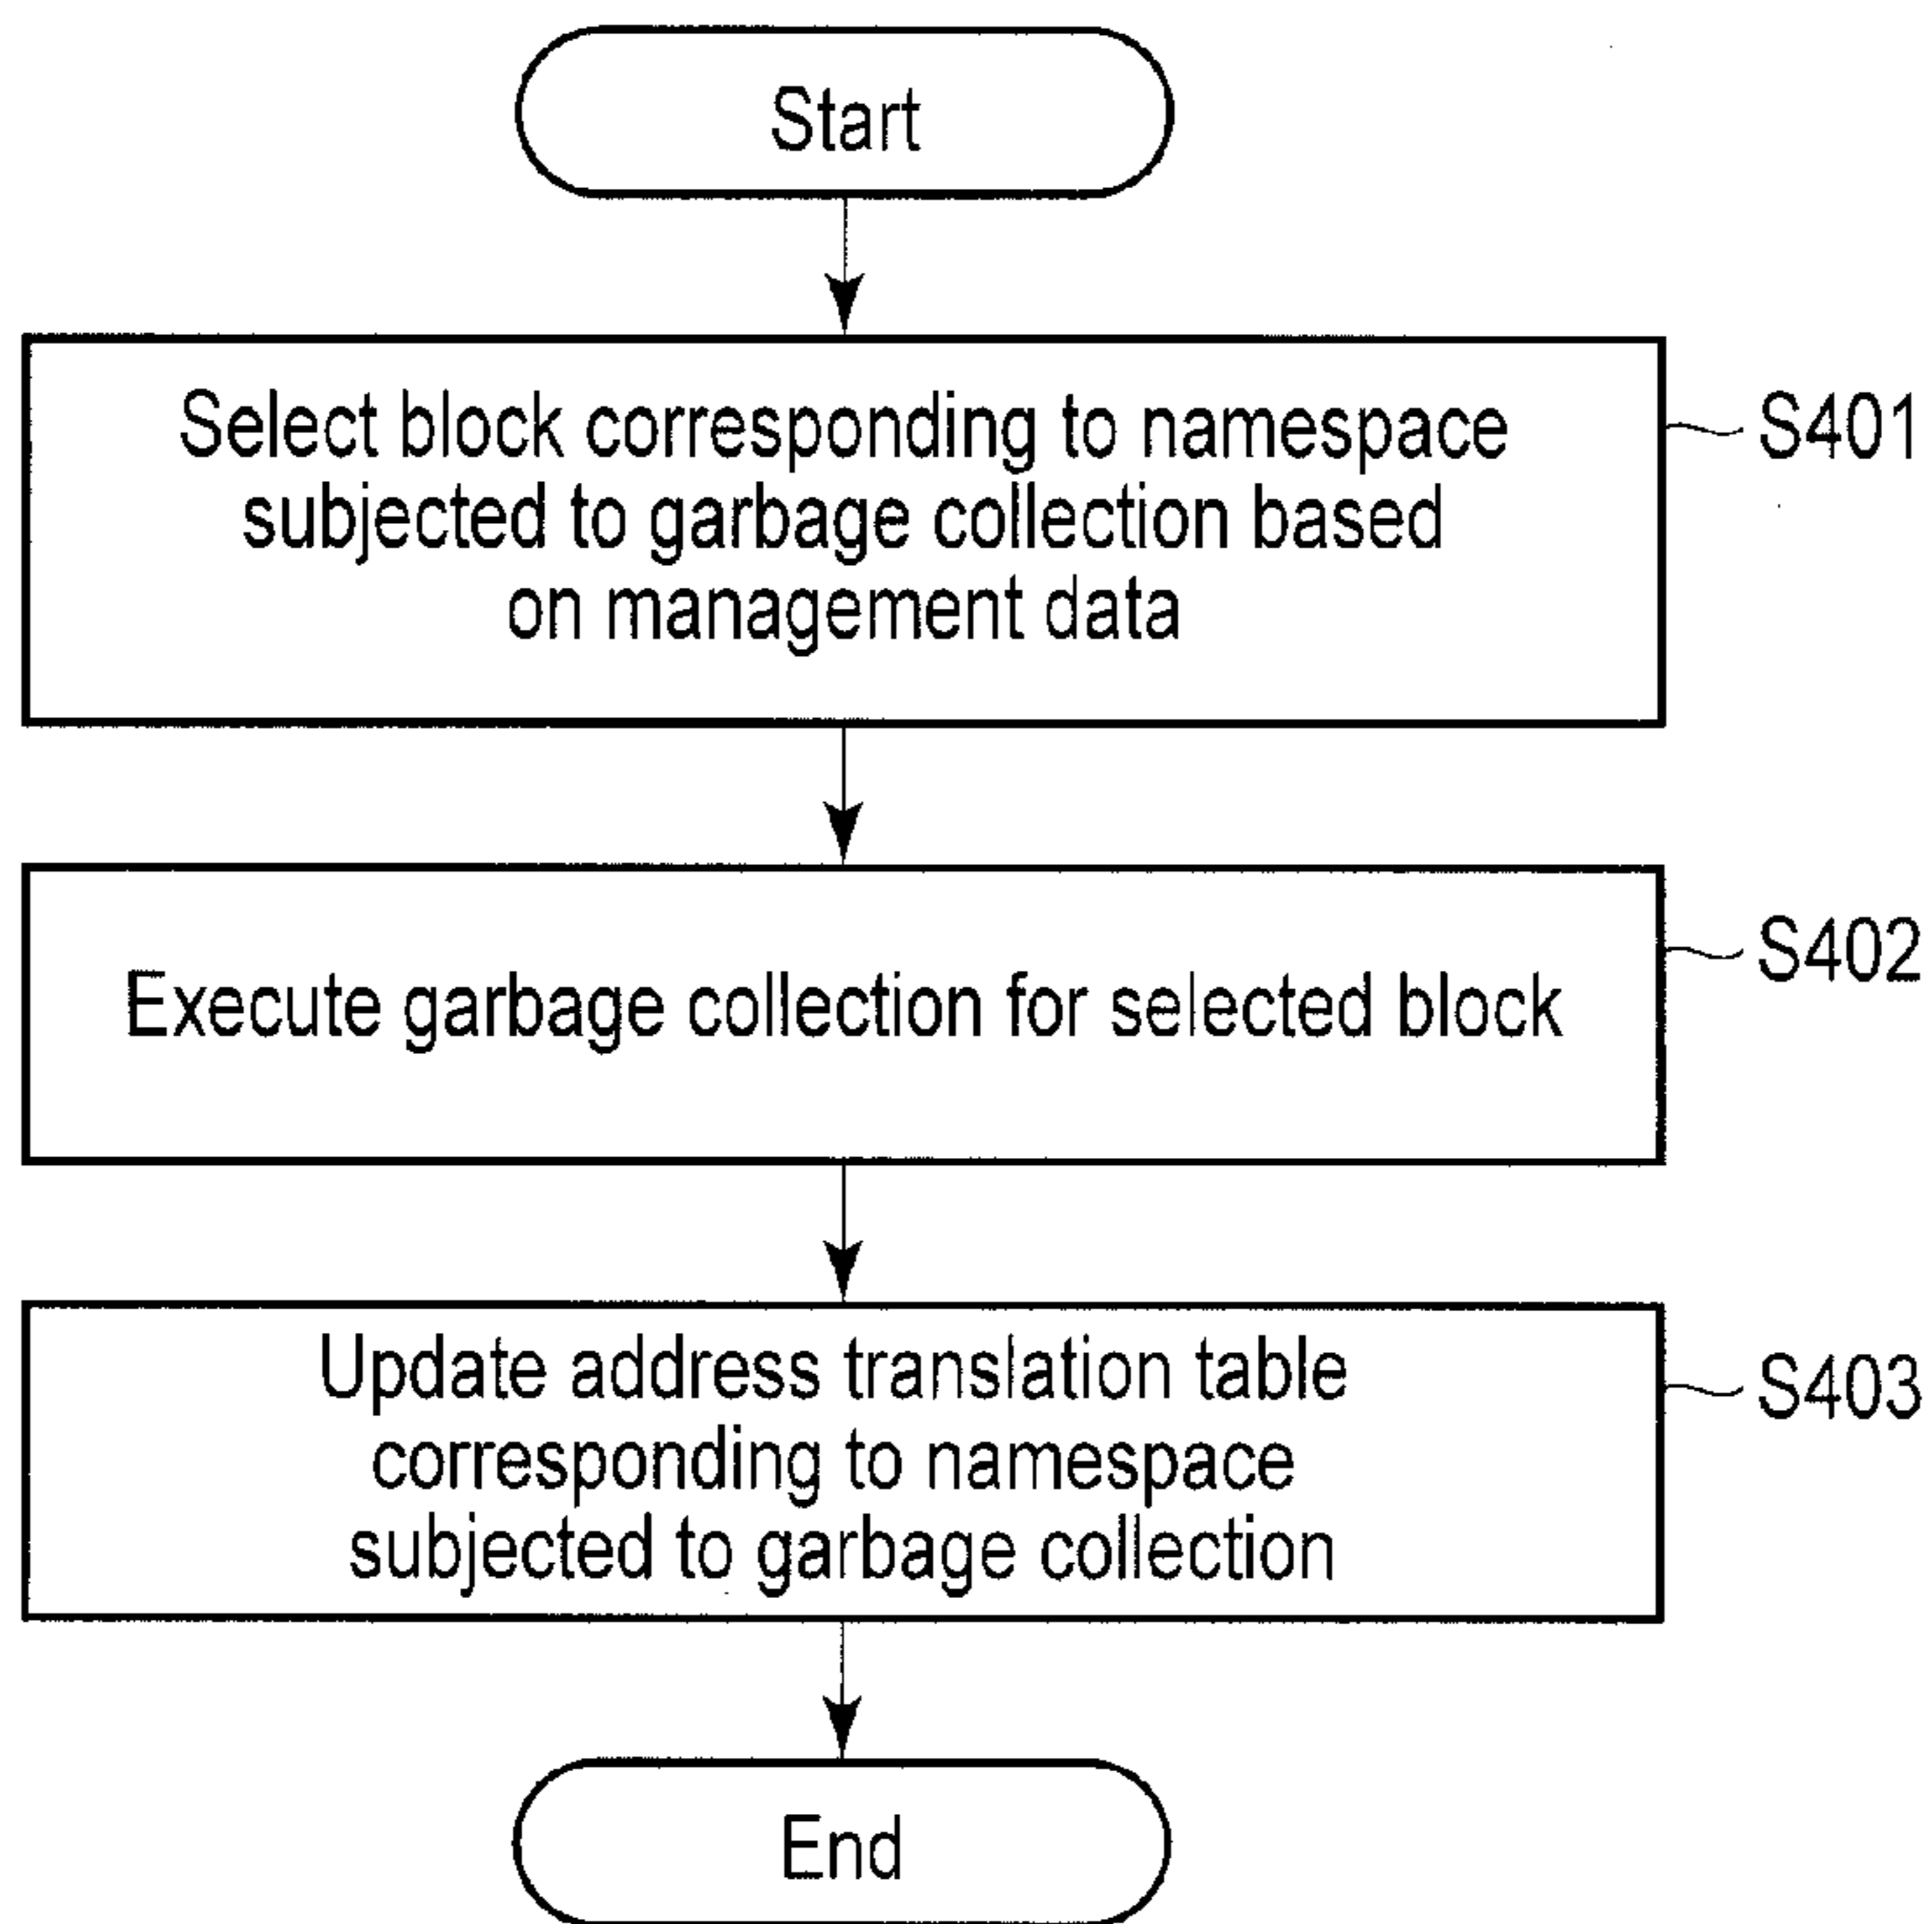 Start
Select block corresponding to namespace
subjected to garbage collection based
on management data
S401
Execute garbage collection for selected block
S402
Update address translation table
corresponding to namespace
subjected to garbage collection
S403
End